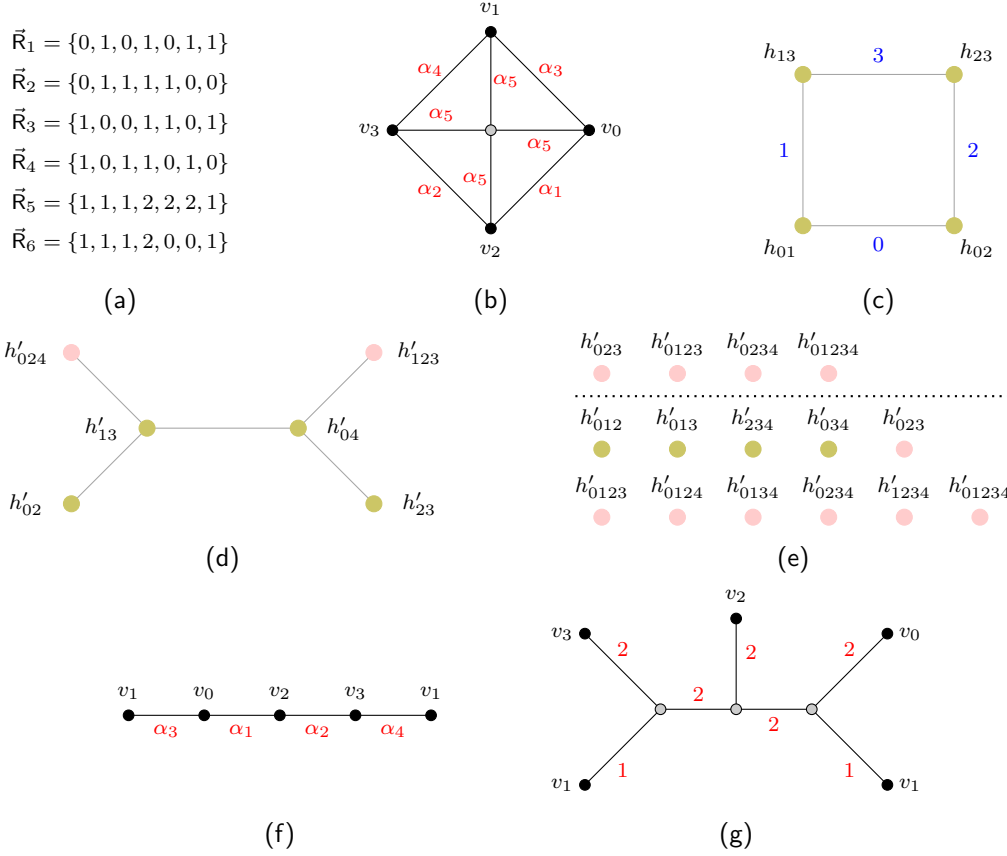 R⃗₁ = {0, 1, 0, 1, 0, 1, 1}
R⃗₂ = {0, 1, 1, 1, 1, 0, 0}
R⃗₃ = {1, 0, 0, 1, 1, 0, 1}
R⃗₄ = {1, 0, 1, 1, 0, 1, 0}
R⃗₅ = {1, 1, 1, 2, 2, 2, 1}
R⃗₆ = {1, 1, 1, 2, 0, 0, 1}
(a)
v₁
α₄ α₅ α₃
v₃ α₅ α₅ v₀
α₂ α₅ α₁
v₂
(b)
h₁₃ 3 h₂₃
1 2
h₀₁ 0 h₀₂
(c)
h′₀₂₄ h′₁₂₃
h′₁₃ h′₀₄
h′₀₂ h′₂₃
(d)
h′₀₂₃ h′₀₁₂₃ h′₀₂₃₄ h′₀₁₂₃₄
h′₀₁₂ h′₀₁₃ h′₂₃₄ h′₀₃₄ h′₀₂₃
h′₀₁₂₃ h′₀₁₂₄ h′₀₁₃₄ h′₀₂₃₄ h′₁₂₃₄ h′₀₁₂₃₄
(e)
v₁ v₀ v₂ v₃ v₁
α₃ α₁ α₂ α₄
(f)
v₂
v₃ v₀
2 2 2
2 2
1 1
v₁ v₁
(g)